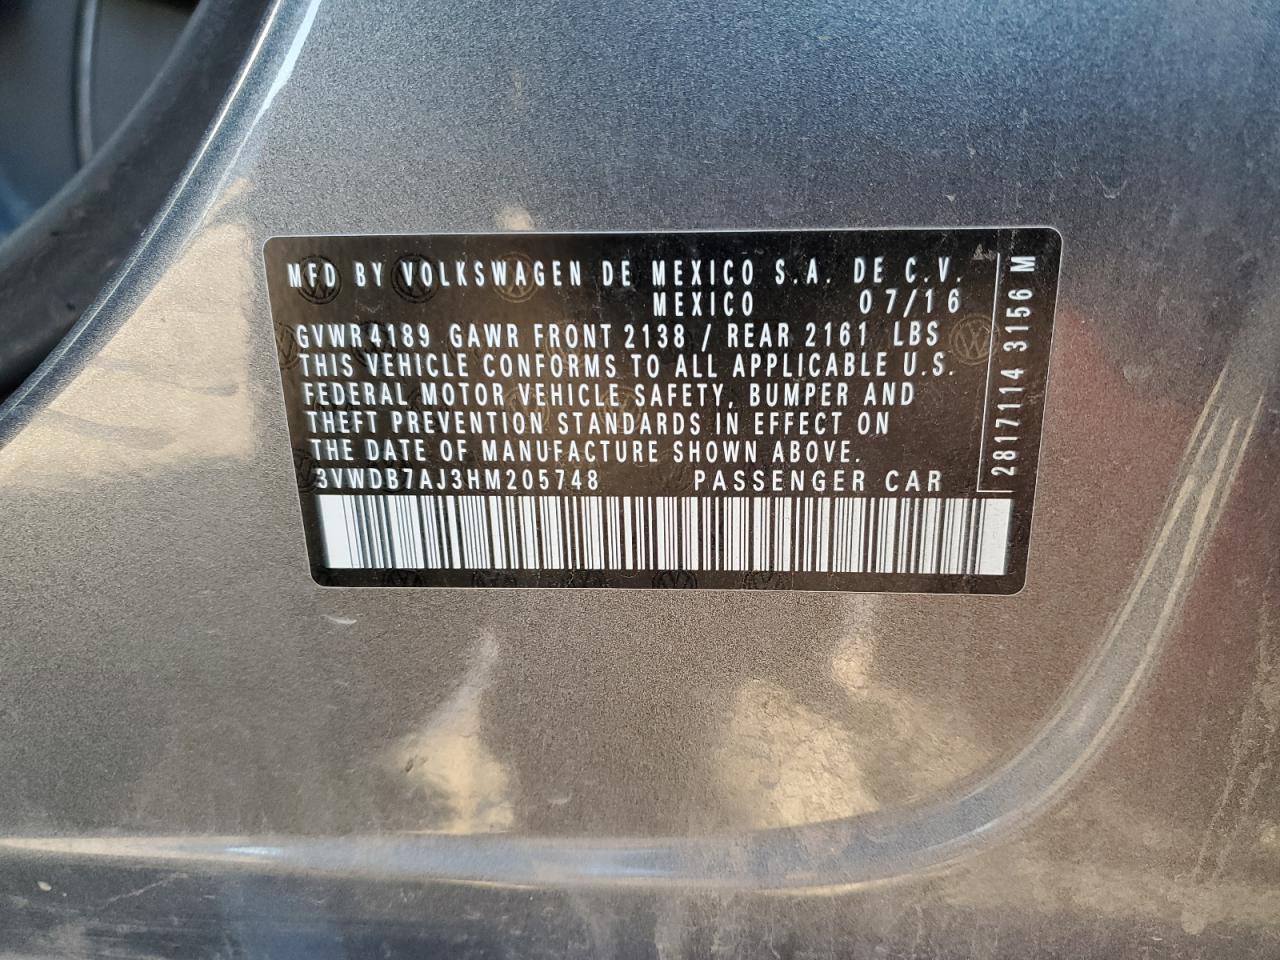 MFD BY VOLKSWAGEN DE MEXICO S.A. DE C.V.
MEXICO 07/16
GVWR 4189 GAWR FRONT 2138 / REAR 2161 LBS
THIS VEHICLE CONFORMS TO ALL APPLICABLE U.S.
FEDERAL MOTOR VEHICLE SAFETY, BUMPER AND
THEFT PREVENTION STANDARDS IN EFFECT ON
THE DATE OF MANUFACTURE SHOWN ABOVE.
3VWDB7AJ3HM205748 PASSENGER CAR
2817114 3156 M